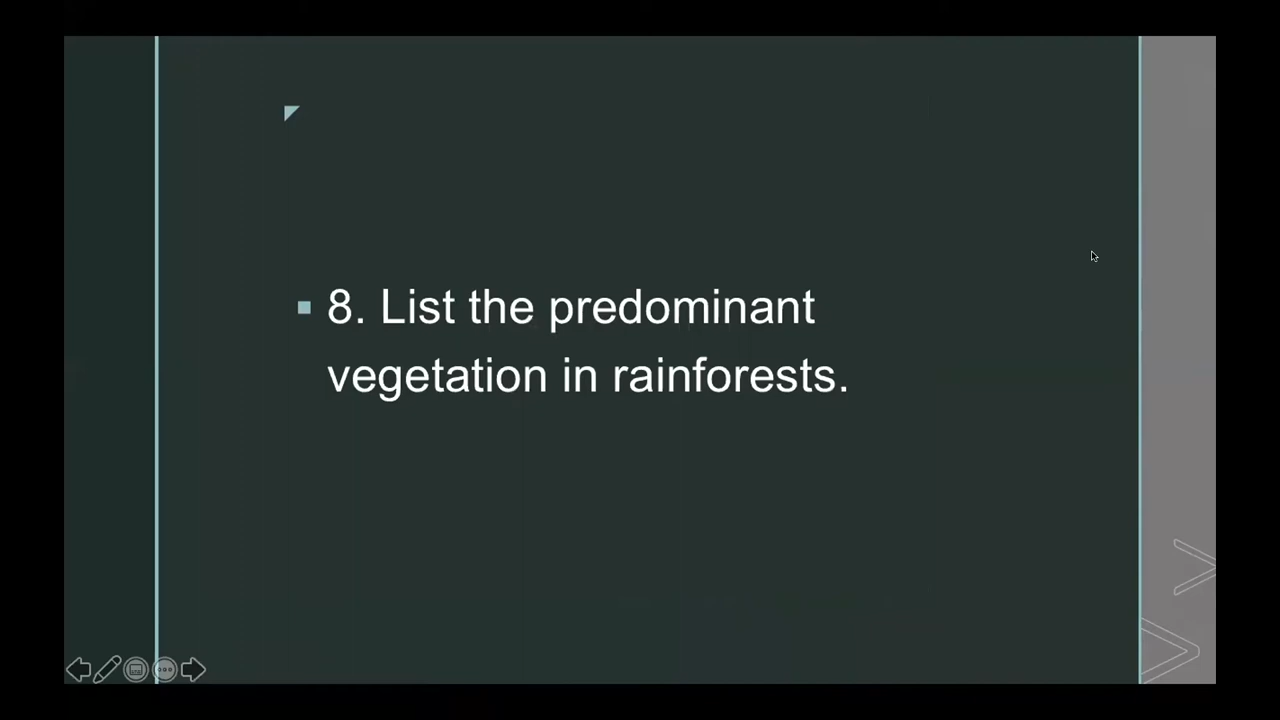 8. List the predominant
vegetation in rainforests.